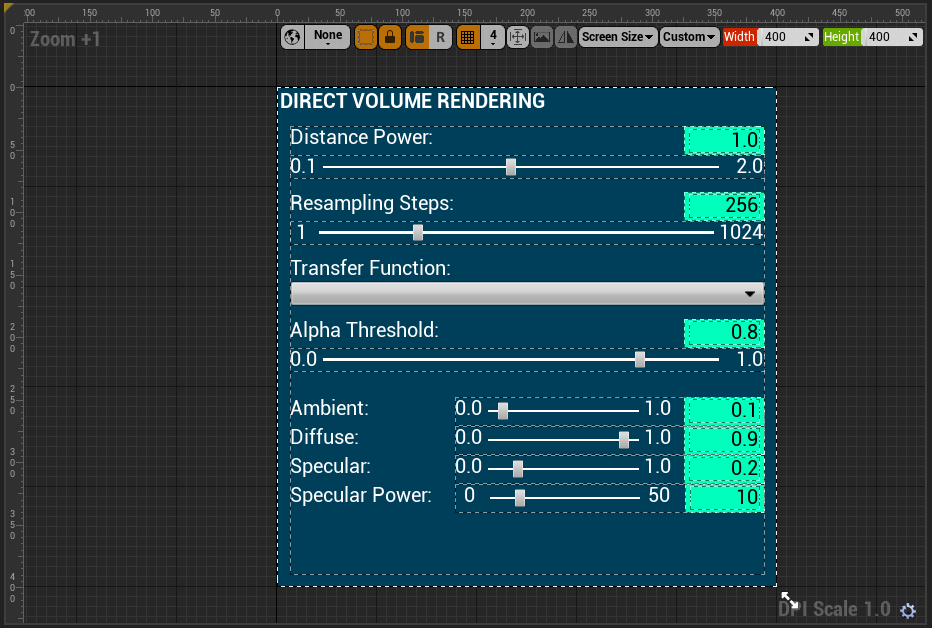 00 150 100 50 0 50 100 150 200 250 300 350 400 450 500
Zoom +1
None R 4 Screen Size Custom Width 400 Height 400
0
0
50
100
150
200
250
300
350
400
DIRECT VOLUME RENDERING
Distance Power: 1.0
0.1 2.0
Resampling Steps: 256
1 1024
Transfer Function:
Alpha Threshold: 0.8
0.0 1.0
Ambient: 0.0 1.0 0.1
Diffuse: 0.0 1.0 0.9
Specular: 0.0 1.0 0.2
Specular Power: 0 50 10
DPI Scale 1.0